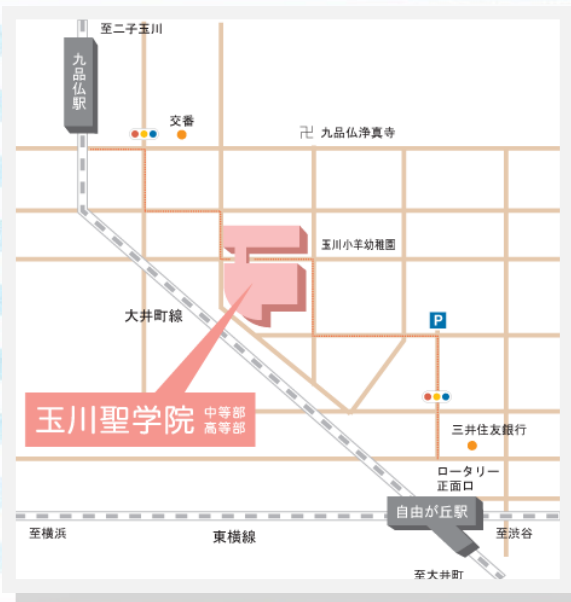 至二子玉川
九品仏駅
交番
卍 九品仏浄真寺
玉川小羊幼稚園
大井町線
P
玉川聖学院 中等部
高等部
三井住友銀行
ロータリー
正面口
自由が丘駅
至横浜
東横線
至渋谷
至大井町